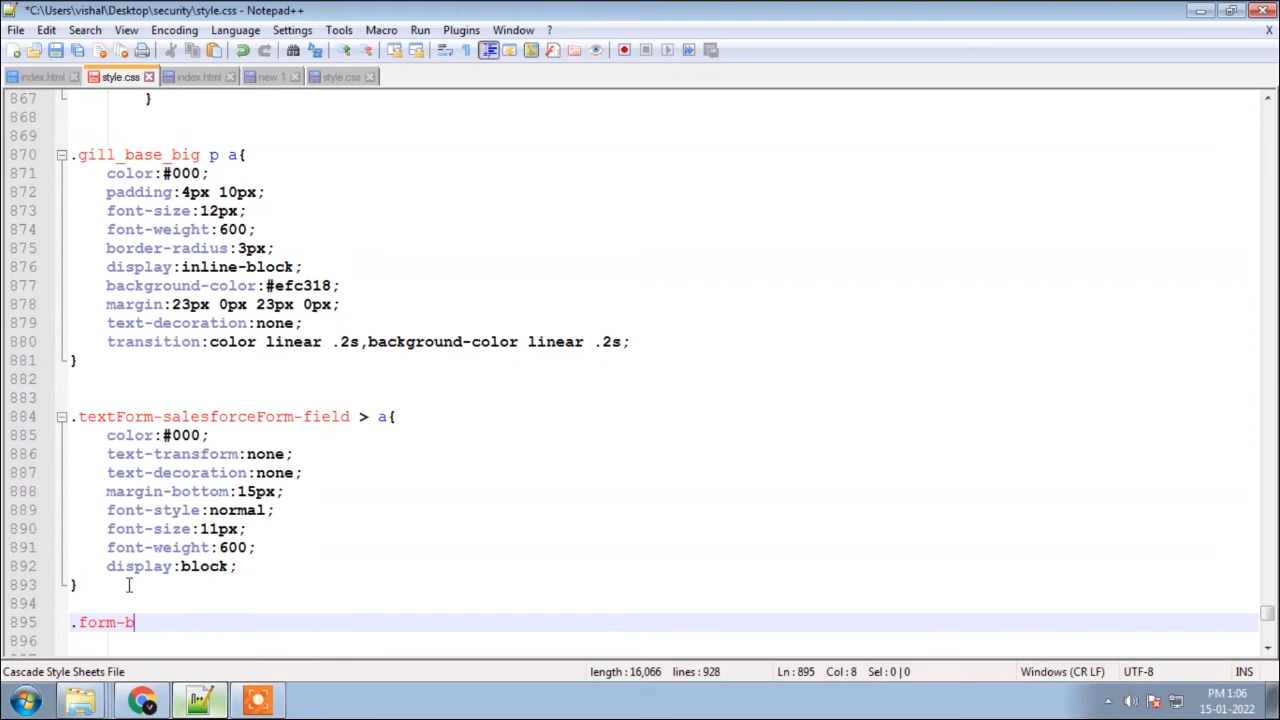 *C:\Users\vishal\Desktop\security\style.css - Notepad++
File Edit Search View Encoding Language Settings Tools Macro Run Plugins Window ? X
index.html style.css index.html new 1 style.css
867 }
868
869
870 .gill_base_big p a{
871 color:#000;
872 padding:4px 10px;
873 font-size:12px;
874 font-weight:600;
875 border-radius:3px;
876 display:inline-block;
877 background-color:#efc318;
878 margin:23px 0px 23px 0px;
879 text-decoration:none;
880 transition:color linear .2s,background-color linear .2s;
881 }
882
883
884 .textForm-salesforceForm-field > a{
885 color:#000;
886 text-transform:none;
887 text-decoration:none;
888 margin-bottom:15px;
889 font-style:normal;
890 font-size:11px;
891 font-weight:600;
892 display:block;
893 }
894
895 .form-b
896
Cascade Style Sheets File length : 16,066 lines : 928 Ln : 895 Col : 8 Sel : 0 | 0 Windows (CR LF) UTF-8 INS
PM 1:06
15-01-2022